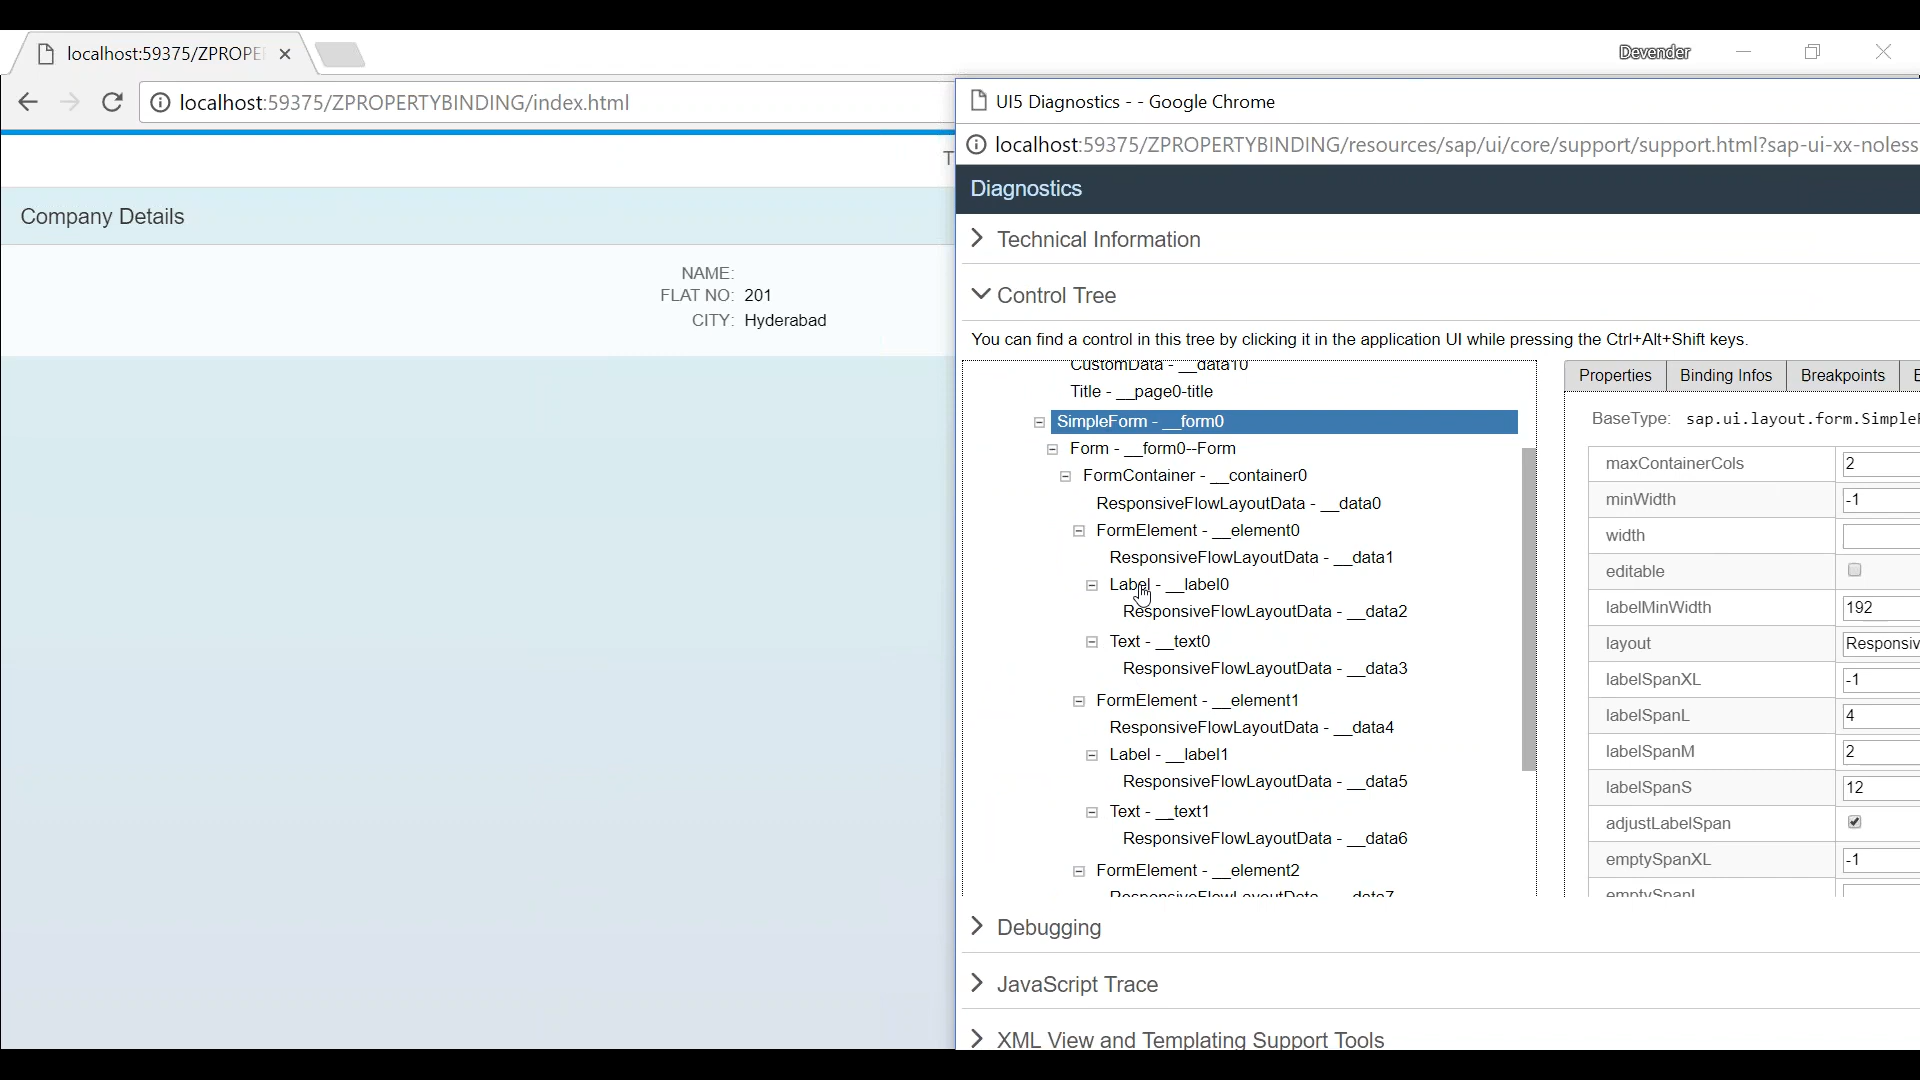 localhost:59375/ZPROPE
Devender
localhost:59375/ZPROPERTYBINDING/index.html
UI5 Diagnostics - - Google Chrome
localhost:59375/ZPROPERTYBINDING/resources/sap/ui/core/support/support.html?sap-ui-xx-noless
T
Diagnostics
Company Details
Technical Information
NAME:
FLAT NO: 201
CITY: Hyderabad
Control Tree
You can find a control in this tree by clicking it in the application UI while pressing the Ctrl+Alt+Shift keys.
CustomData - __data10
Title - __page0-title
SimpleForm - __form0
Form - __form0--Form
FormContainer - __container0
ResponsiveFlowLayoutData - __data0
FormElement - __element0
ResponsiveFlowLayoutData - __data1
Label - __label0
ResponsiveFlowLayoutData - __data2
Text - __text0
ResponsiveFlowLayoutData - __data3
FormElement - __element1
ResponsiveFlowLayoutData - __data4
Label - __label1
ResponsiveFlowLayoutData - __data5
Text - __text1
ResponsiveFlowLayoutData - __data6
FormElement - __element2
ResponsiveFlowLayoutData - __data7
Properties Binding Infos Breakpoints E
BaseType: sap.ui.layout.form.SimpleF
maxContainerCols 2
minWidth -1
width
editable
labelMinWidth 192
layout Responsiv
labelSpanXL -1
labelSpanL 4
labelSpanM 2
labelSpanS 12
adjustLabelSpan
emptySpanXL -1
emptySpanL
Debugging
JavaScript Trace
XML View and Templating Support Tools